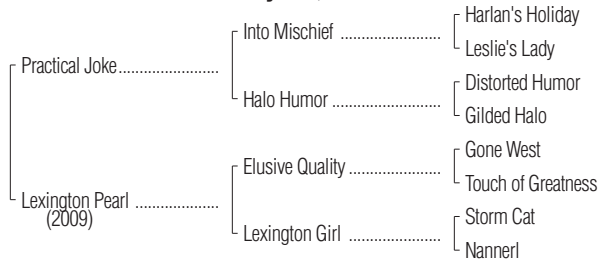 Harlan's Holiday
Into Mischief ....................
Leslie's Lady
Practical Joke....................
Distorted Humor
Halo Humor ......................
Gilded Halo
Gone West
Elusive Quality ...................
Touch of Greatness
Lexington Pearl .................
(2009)
Storm Cat
Lexington Girl ...................
Nannerl